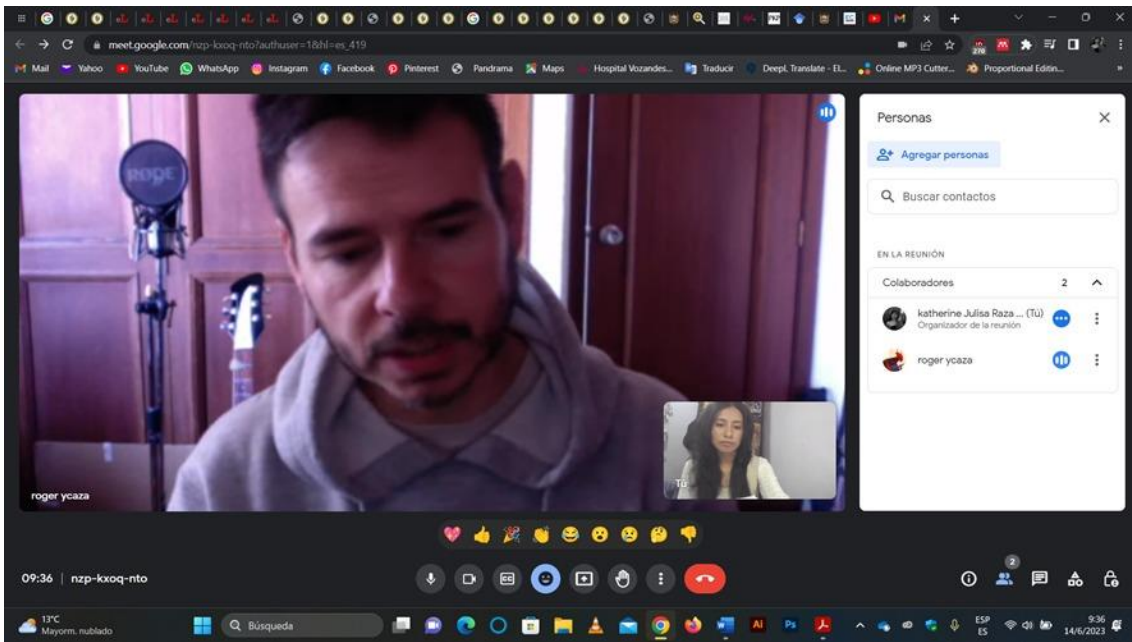 meet.google.com/nzp-kxoq-nto?authuser=1&hl=es_419
Mail Yahoo YouTube WhatsApp Instagram Facebook Pinterest Pandrama Maps Hospital Vozandes... Traducir DeepL Translate - El... Online MP3 Cutter... Proportional Editin...
270
RØDE
roger ycaza
Tú
Personas
Agregar personas
Buscar contactos
EN LA REUNIÓN
Colaboradores 2
katherine Julisa Raza ... (Tú)
Organizador de la reunión
roger ycaza
09:36 | nzp-kxoq-nto
2
13°C
Mayorm. nublado
Búsqueda
ESP
ES
9:36
14/6/2023